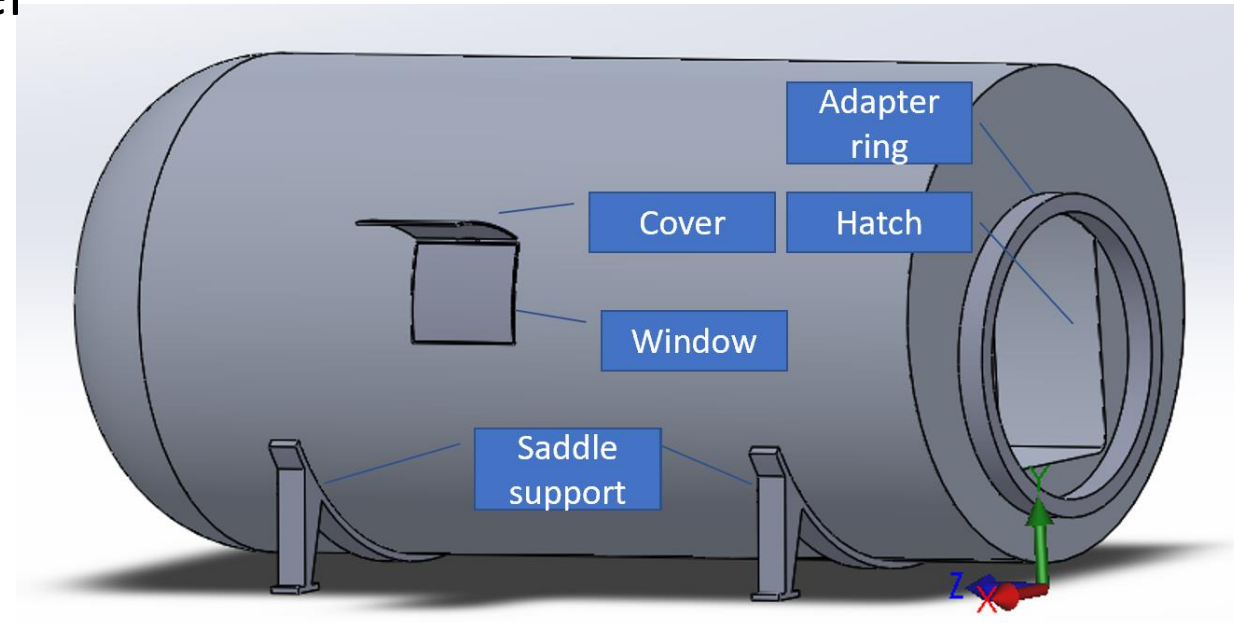 Adapter
ring
Cover
Hatch
Window
Saddle
support
Y
Z
X